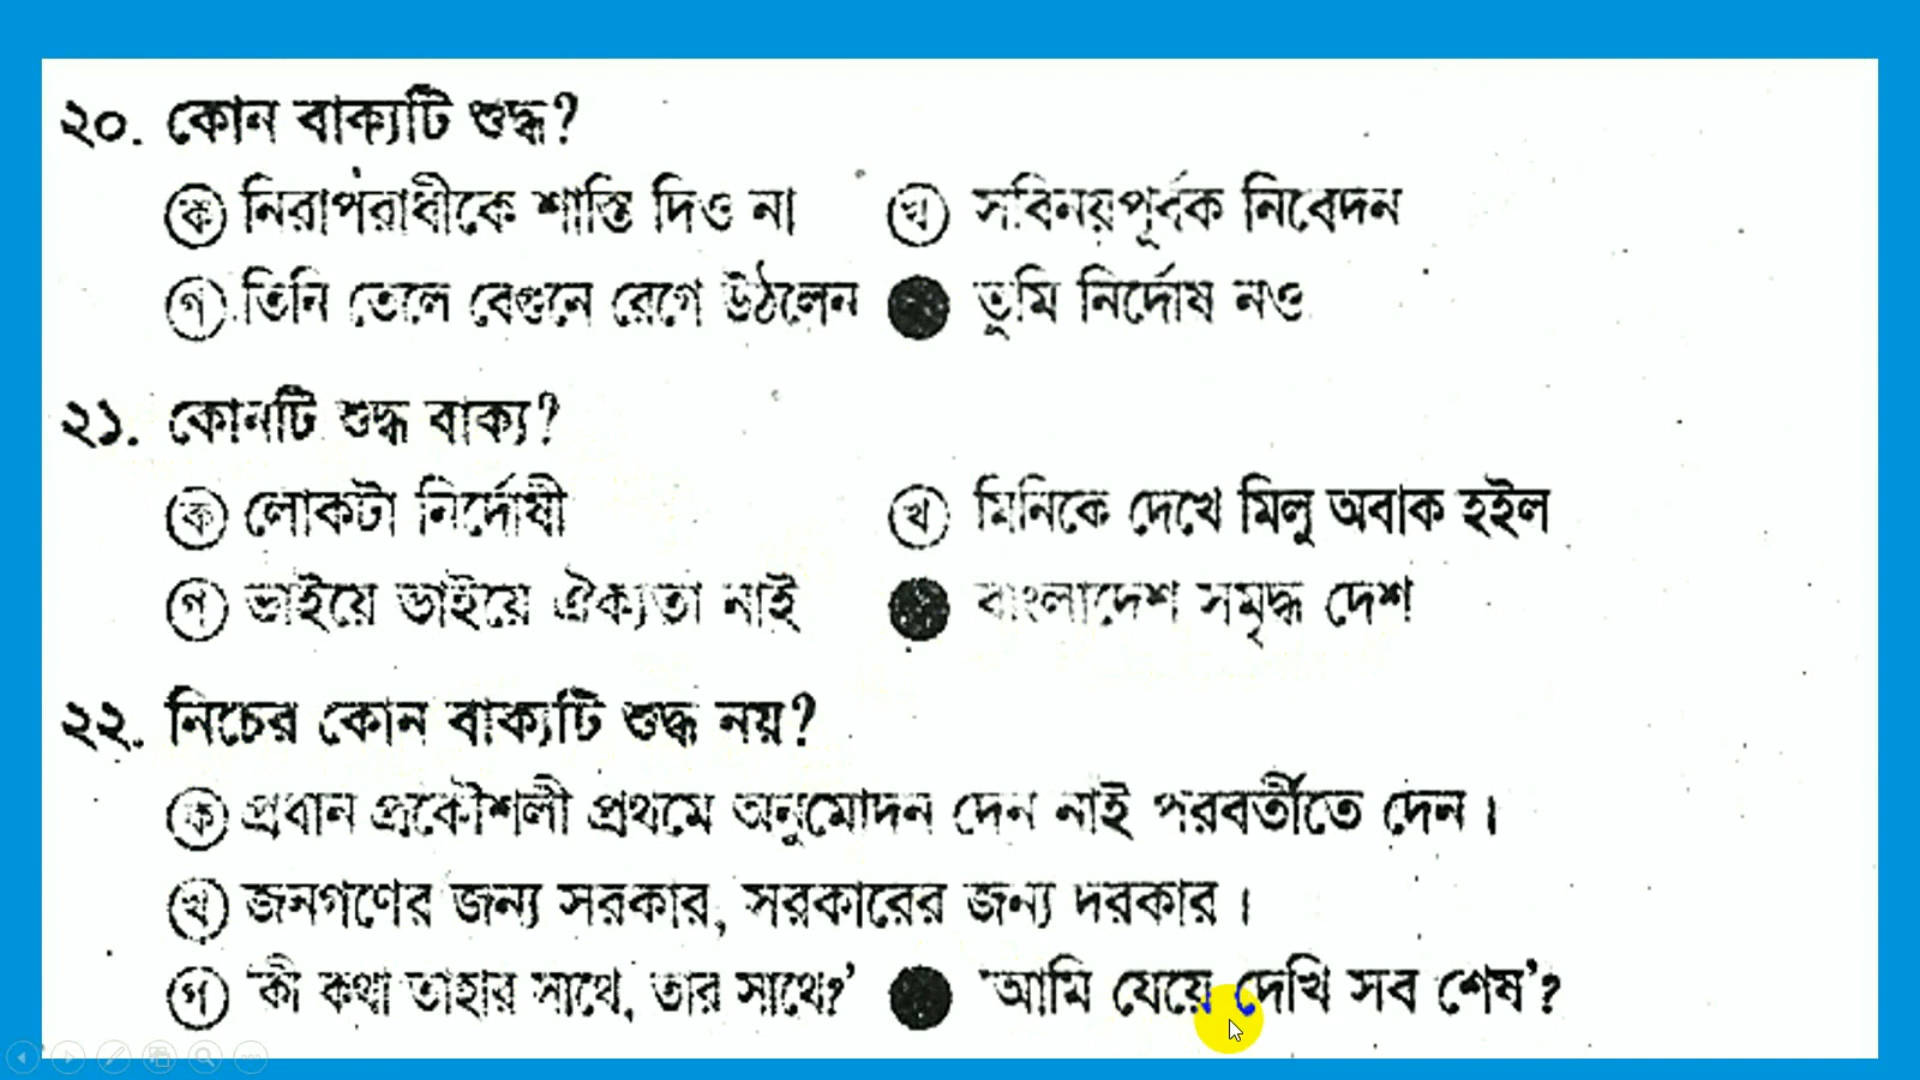 ২০. কোন বাক্যটি শুদ্ধ?
ক নিরাপরাধীকে শাস্তি দিও না খ সবিনয়পূর্বক নিবেদন
গ তিনি তেলে বেগুনে রেগে উঠলেন তুমি নির্দোষ নও
২১. কোনটি শুদ্ধ বাক্য?
ক লোকটা নির্দোষী খ মিনিকে দেখে মিলু অবাক হইল
গ ভাইয়ে ভাইয়ে ঐক্যতা নাই বাংলাদেশ সমৃদ্ধ দেশ
২২. নিচের কোন বাক্যটি শুদ্ধ নয়?
ক প্রধান প্রকৌশলী প্রথমে অনুমোদন দেন নাই পরবর্তীতে দেন।
খ জনগণের জন্য সরকার, সরকারের জন্য দরকার।
গ 'কী কথা তাহার সাথে, তার সাথে?' 'আমি যেয়ে দেখি সব শেষ'?